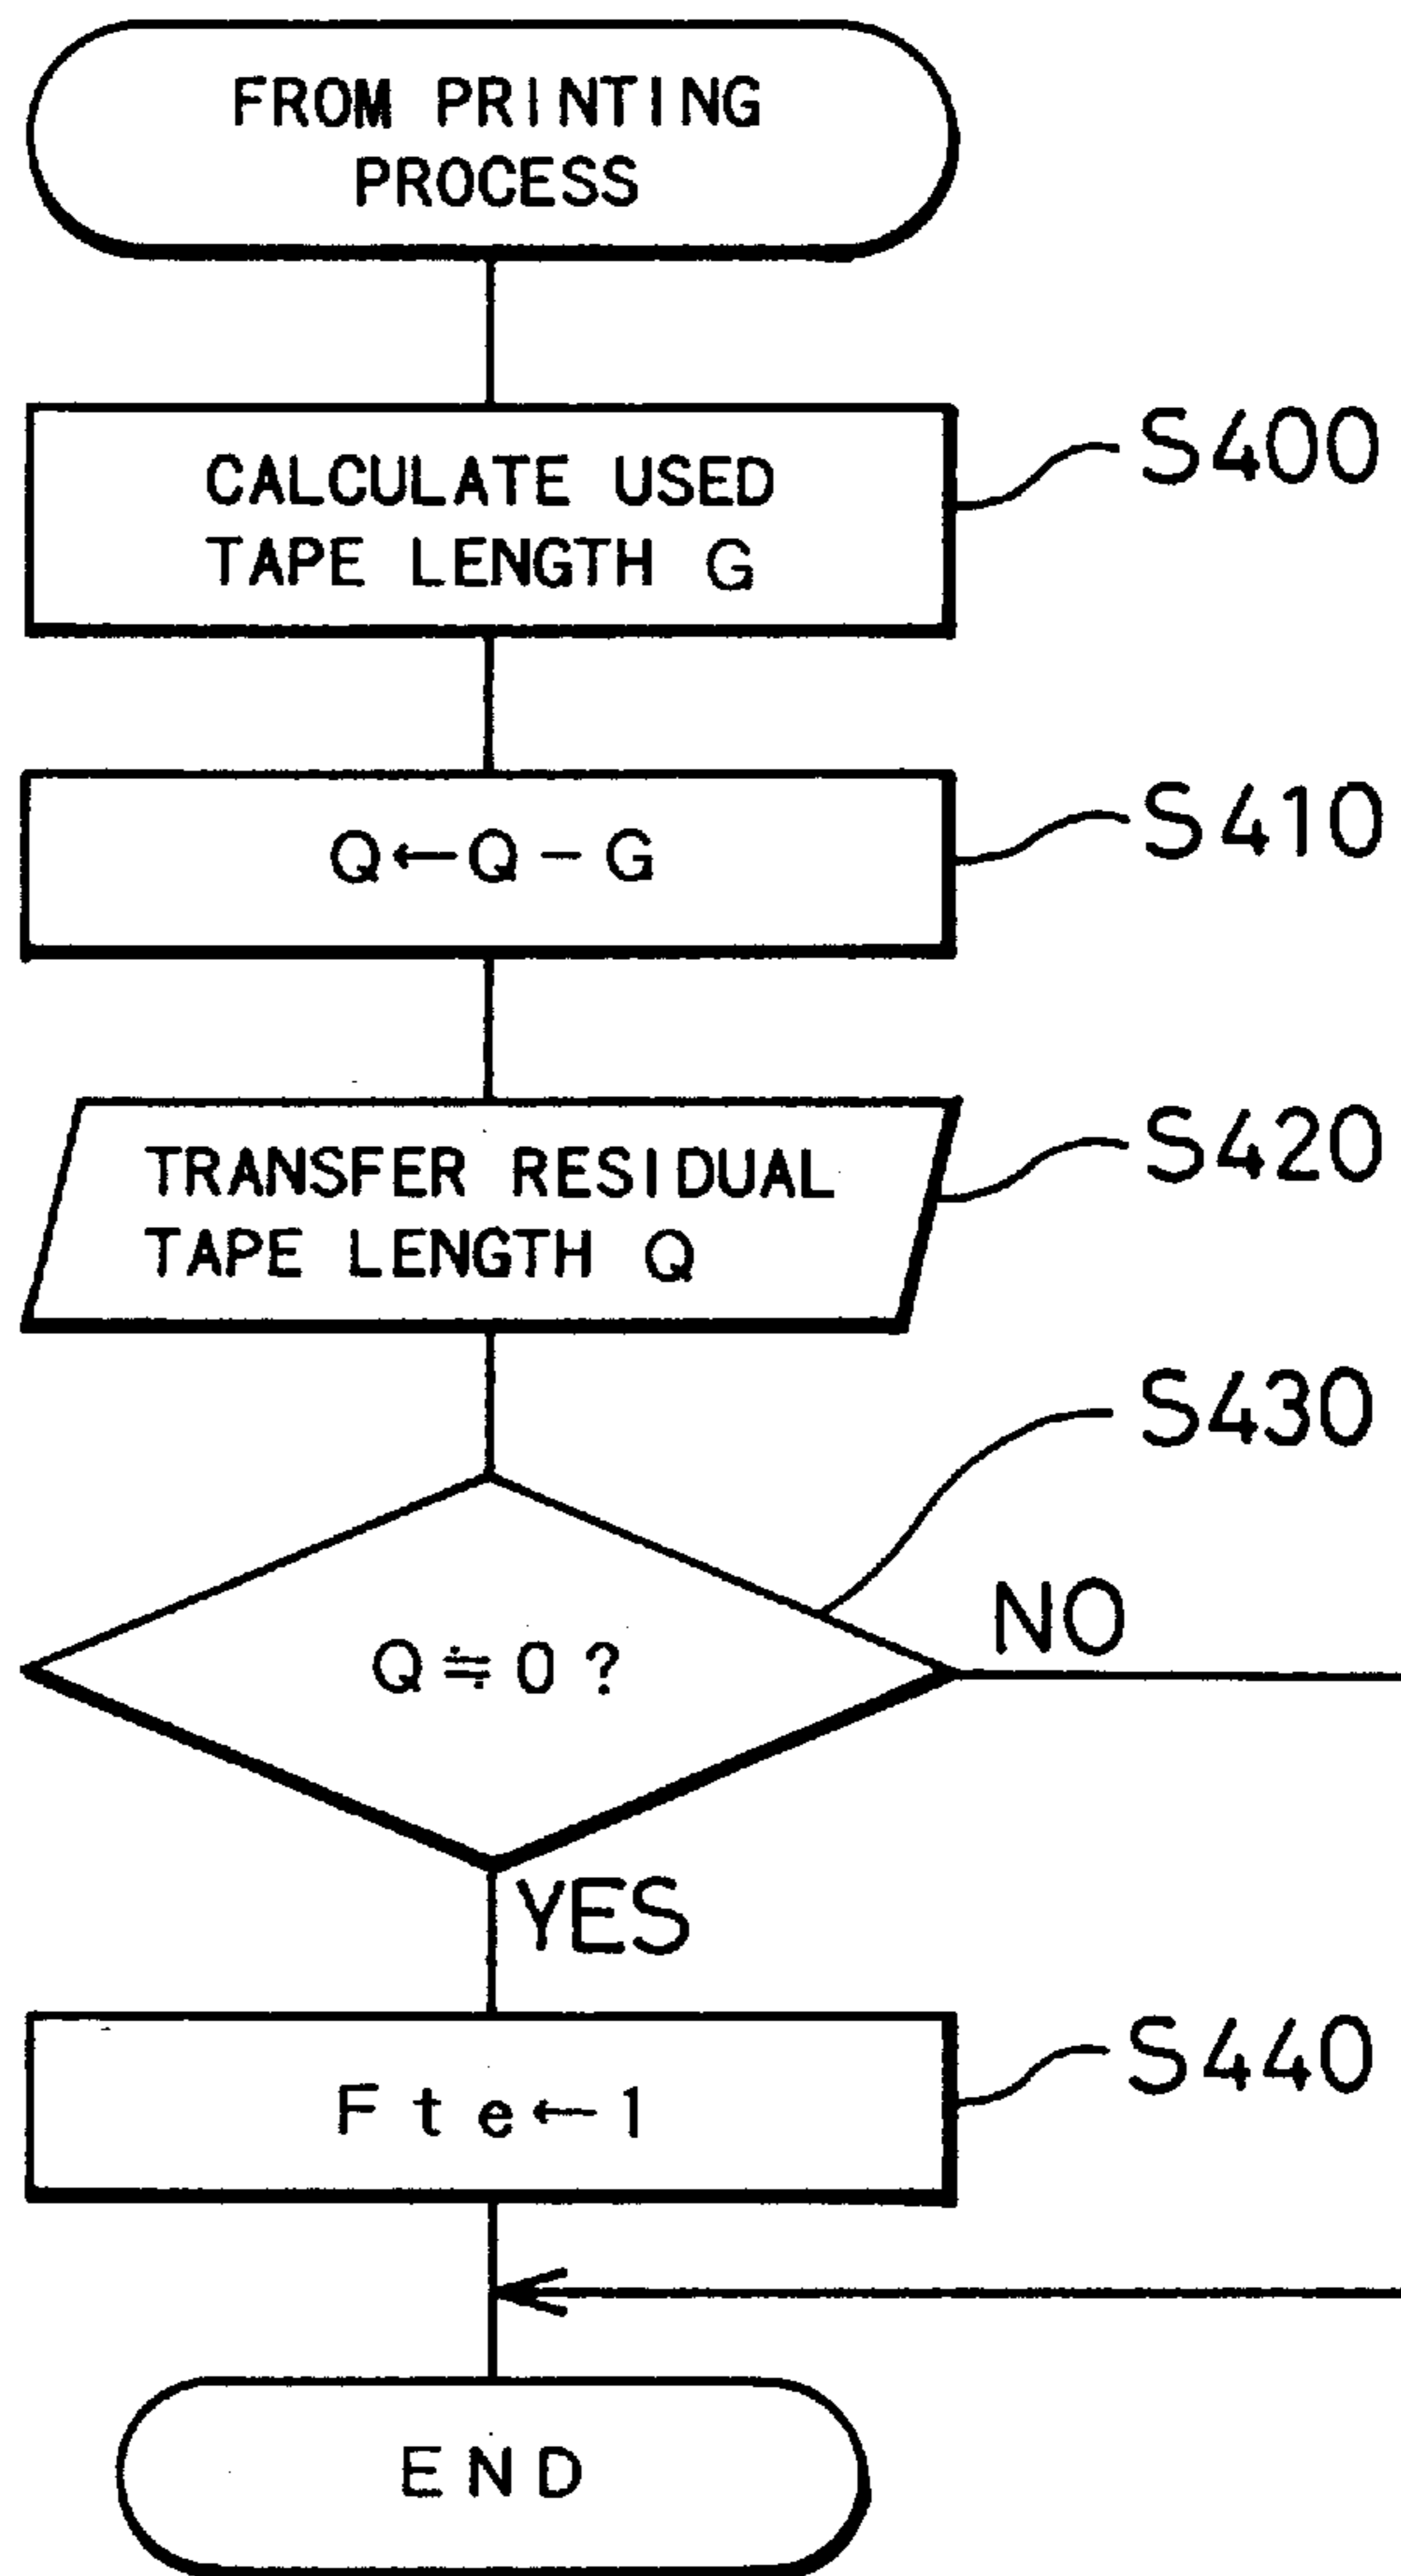 FROM PRINTING
PROCESS
CALCULATE USED
TAPE LENGTH G
S400
Q←Q-G
S410
TRANSFER RESIDUAL
TAPE LENGTH Q
S420
S430
Q≒0?
NO
YES
Fte←1
S440
END